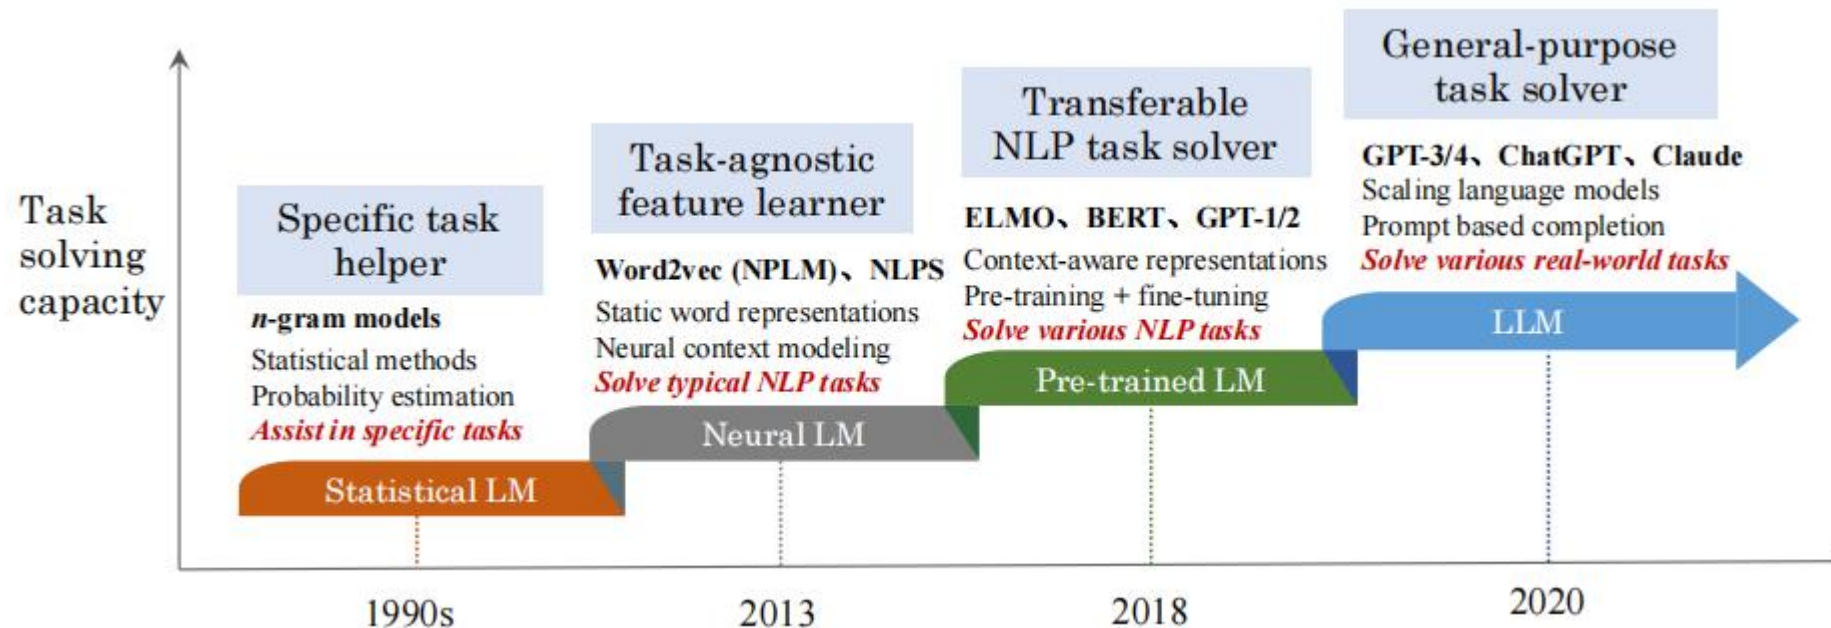 Task
solving
capacity
Specific task
helper
n-gram models
Statistical methods
Probability estimation
Assist in specific tasks
Statistical LM
1990s
Task-agnostic
feature learner
Word2vec (NPLM)、NLPS
Static word representations
Neural context modeling
Solve typical NLP tasks
Neural LM
2013
Transferable
NLP task solver
ELMO、BERT、GPT-1/2
Context-aware representations
Pre-training + fine-tuning
Solve various NLP tasks
Pre-trained LM
2018
General-purpose
task solver
GPT-3/4、ChatGPT、Claude
Scaling language models
Prompt based completion
Solve various real-world tasks
LLM
2020